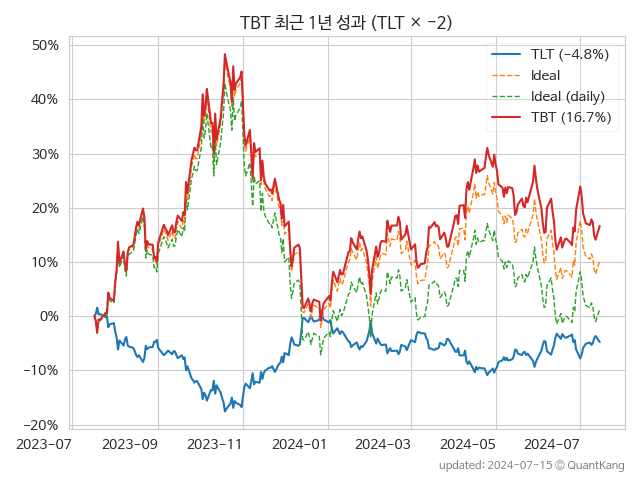 TBT 최근 1년 성과 (TLT × −2)
50%
40%
30%
20%
10%
0%
−10%
−20%
TLT (−4.8%)
Ideal
Ideal (daily)
TBT (16.7%)
2023-07
2023-09
2023-11
2024-01
2024-03
2024-05
2024-07
updated: 2024-07-15 © QuantKang